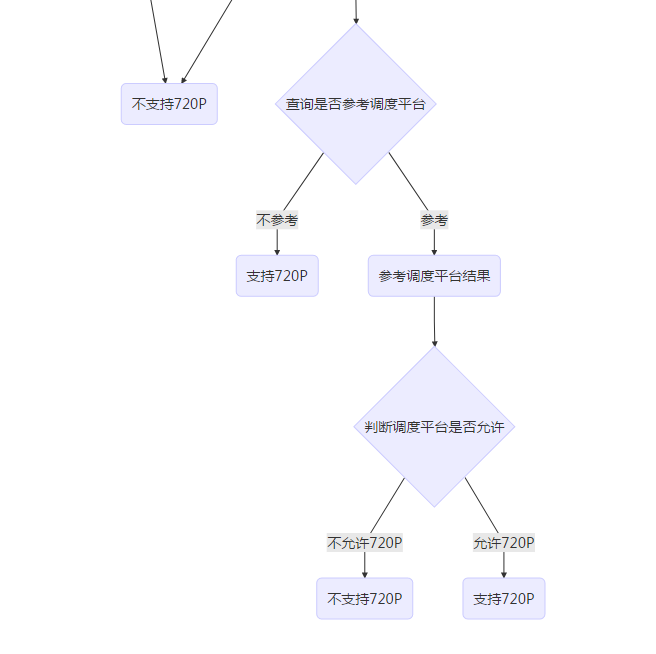 不支持720P
查询是否参考调度平台
不参考
参考
支持720P
参考调度平台结果
判断调度平台是否允许
不允许720P
允许720P
不支持720P
支持720P